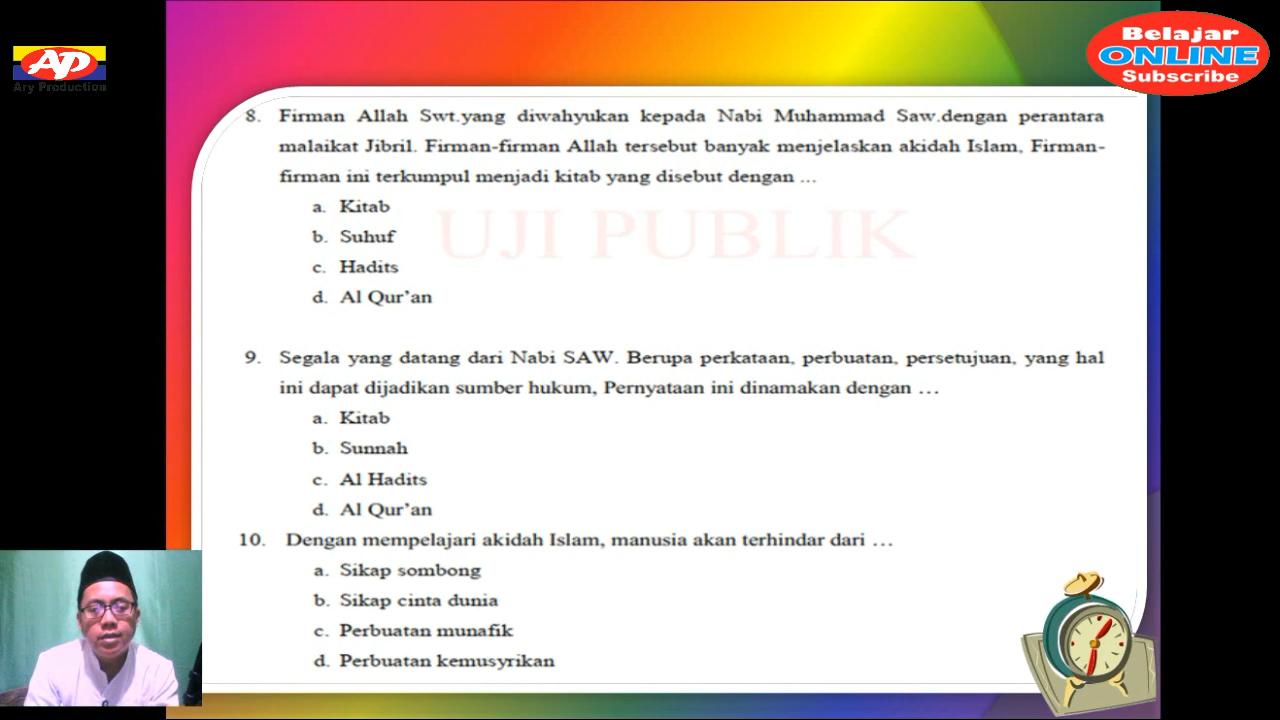 AP
Ary Production
Belajar
ONLINE
Subscribe
8. Firman Allah Swt.yang diwahyukan kepada Nabi Muhammad Saw.dengan perantara
malaikat Jibril. Firman-firman Allah tersebut banyak menjelaskan akidah Islam, Firman-
firman ini terkumpul menjadi kitab yang disebut dengan ...
a. Kitab
b. Suhuf
c. Hadits
d. Al Qur'an
UJI PUBLIK
9. Segala yang datang dari Nabi SAW. Berupa perkataan, perbuatan, persetujuan, yang hal
ini dapat dijadikan sumber hukum, Pernyataan ini dinamakan dengan …
a. Kitab
b. Sunnah
c. Al Hadits
d. Al Qur'an
10. Dengan mempelajari akidah Islam, manusia akan terhindar dari …
a. Sikap sombong
b. Sikap cinta dunia
c. Perbuatan munafik
d. Perbuatan kemusyrikan